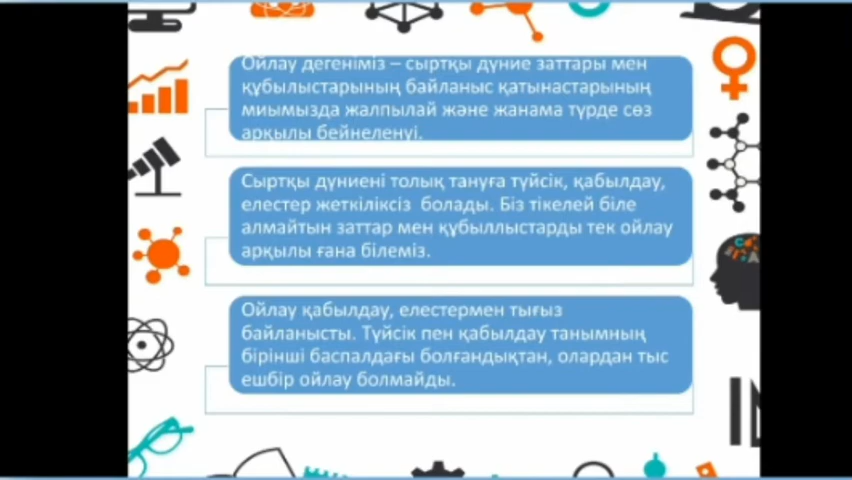 Ойлау дегеніміз – сыртқы дүние заттары мен
құбылыстарының байланыс қатынастарының
миымызда жалпылай және жанама түрде сөз
арқылы бейнеленуі.
Сыртқы дүниені толық тануға түйсік, қабылдау,
елестер жеткіліксіз болады. Біз тікелей біле
алмайтын заттар мен құбыллыстарды тек ойлау
арқылы ғана білеміз.
Ойлау қабылдау, елестермен тығыз
байланысты. Түйсік пен қабылдау танымның
бірінші баспалдағы болғандықтан, олардан тыс
ешбір ойлау болмайды.